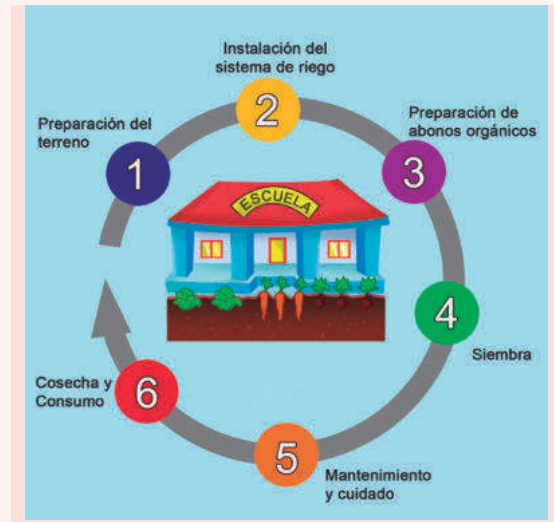 Instalación del
sistema de riego
2
Preparación de
abonos orgánicos
3
Preparación del
terreno
1
ESCUELA
4
Siembra
Cosecha y
Consumo
6
5
Mantenimiento
y cuidado